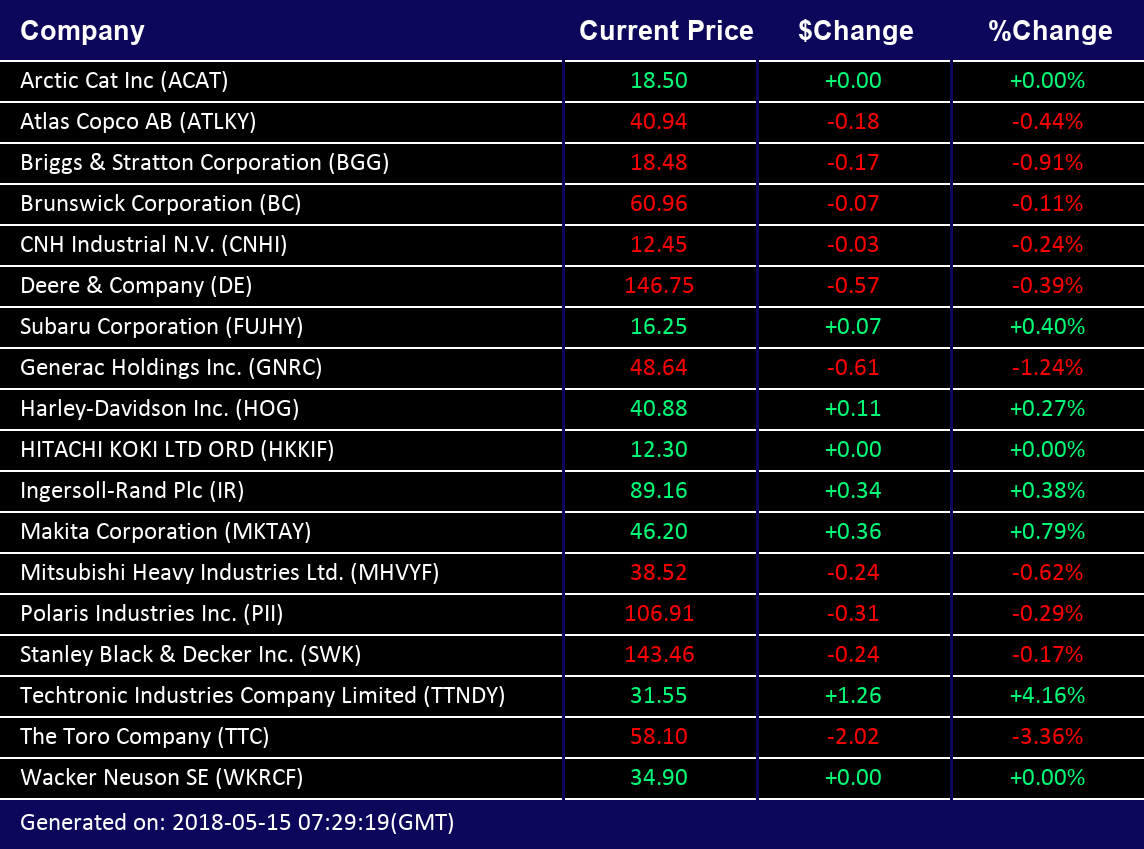 Company Current Price $Change %Change
Arctic Cat Inc (ACAT) 18.50 +0.00 +0.00%
Atlas Copco AB (ATLKY) 40.94 -0.18 -0.44%
Briggs & Stratton Corporation (BGG) 18.48 -0.17 -0.91%
Brunswick Corporation (BC) 60.96 -0.07 -0.11%
CNH Industrial N.V. (CNHI) 12.45 -0.03 -0.24%
Deere & Company (DE) 146.75 -0.57 -0.39%
Subaru Corporation (FUJHY) 16.25 +0.07 +0.40%
Generac Holdings Inc. (GNRC) 48.64 -0.61 -1.24%
Harley-Davidson Inc. (HOG) 40.88 +0.11 +0.27%
HITACHI KOKI LTD ORD (HKKIF) 12.30 +0.00 +0.00%
Ingersoll-Rand Plc (IR) 89.16 +0.34 +0.38%
Makita Corporation (MKTAY) 46.20 +0.36 +0.79%
Mitsubishi Heavy Industries Ltd. (MHVYF) 38.52 -0.24 -0.62%
Polaris Industries Inc. (PII) 106.91 -0.31 -0.29%
Stanley Black & Decker Inc. (SWK) 143.46 -0.24 -0.17%
Techtronic Industries Company Limited (TTNDY) 31.55 +1.26 +4.16%
The Toro Company (TTC) 58.10 -2.02 -3.36%
Wacker Neuson SE (WKRCF) 34.90 +0.00 +0.00%
Generated on: 2018-05-15 07:29:19(GMT)